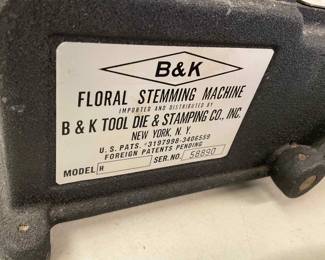 B&K
FLORAL STEMMING MACHINE
IMPORTED AND DISTRIBUTED BY
B & K TOOL DIE & STAMPING CO., INC.
NEW YORK, N. Y.
U. S. PATS. #3197998-3406559
FOREIGN PATENTS PENDING
MODEL H SER. NO. 58890